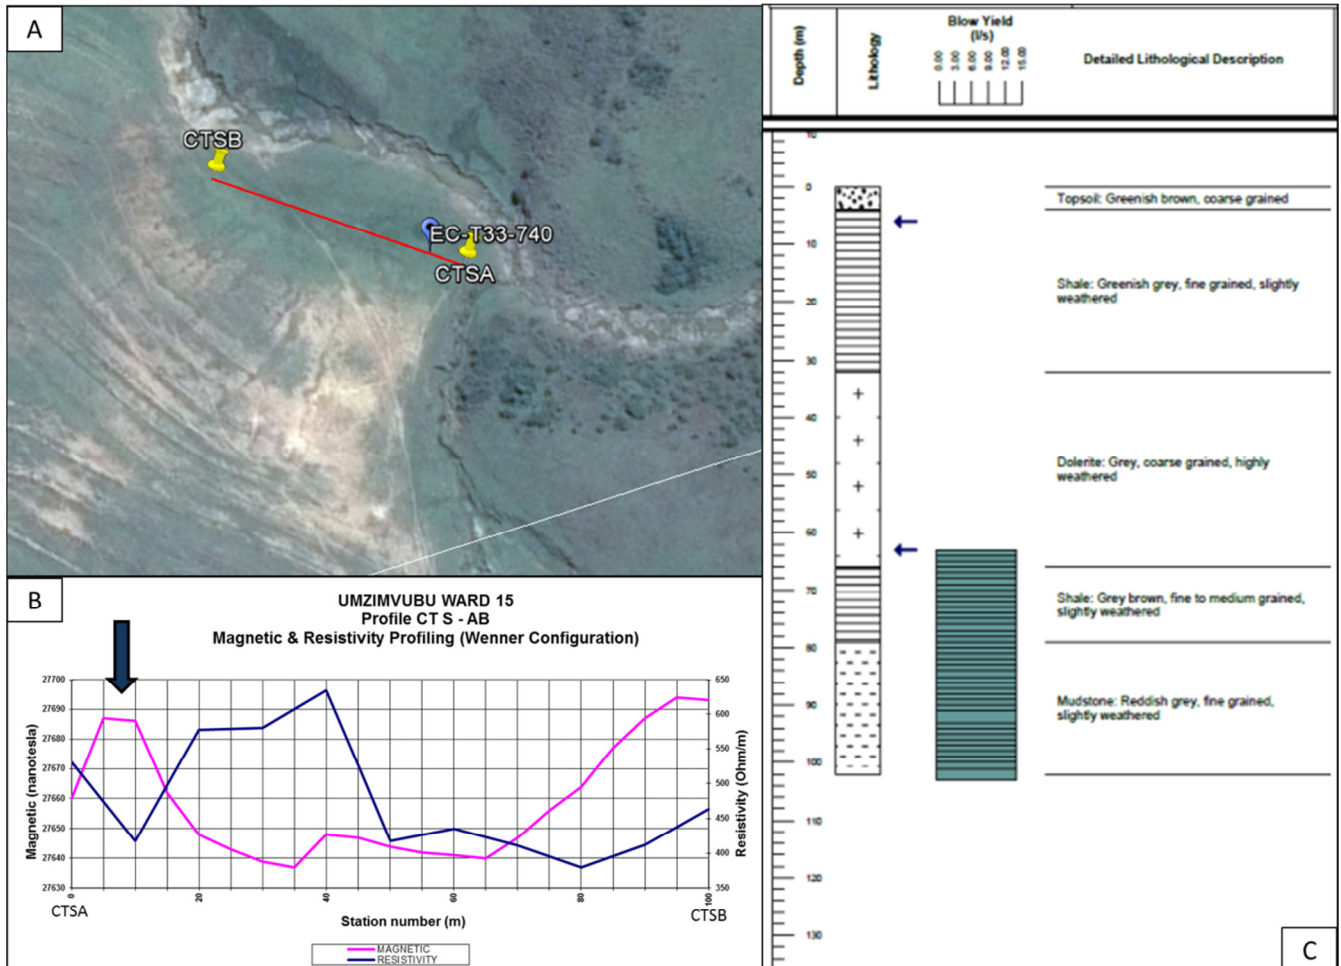 A
CTSB
EC-T33-740
CTSA
B
UMZIMVUBU WARD 15
Profile CT S - AB
Magnetic & Resistivity Profiling (Wenner Configuration)
Magnetic (nanotesla)
27700
27690
27680
27670
27660
27650
27640
27630
650
600
550
500
450
400
350
Resistivity (Ohm/m)
0
20
40
60
80
100
CTSA
CTSB
Station number (m)
MAGNETIC
RESISTIVITY
Depth (m)
Lithology
Blow Yield
(l/s)
0.00
3.00
6.00
9.00
12.00
15.00
Detailed Lithological Description
10
0
10
20
30
40
50
60
70
80
90
100
110
120
130
Topsoil: Greenish brown, coarse grained
Shale: Greenish grey, fine grained, slightly
weathered
Dolerite: Grey, coarse grained, highly
weathered
Shale: Grey brown, fine to medium grained,
slightly weathered
Mudstone: Reddish grey, fine grained,
slightly weathered
C